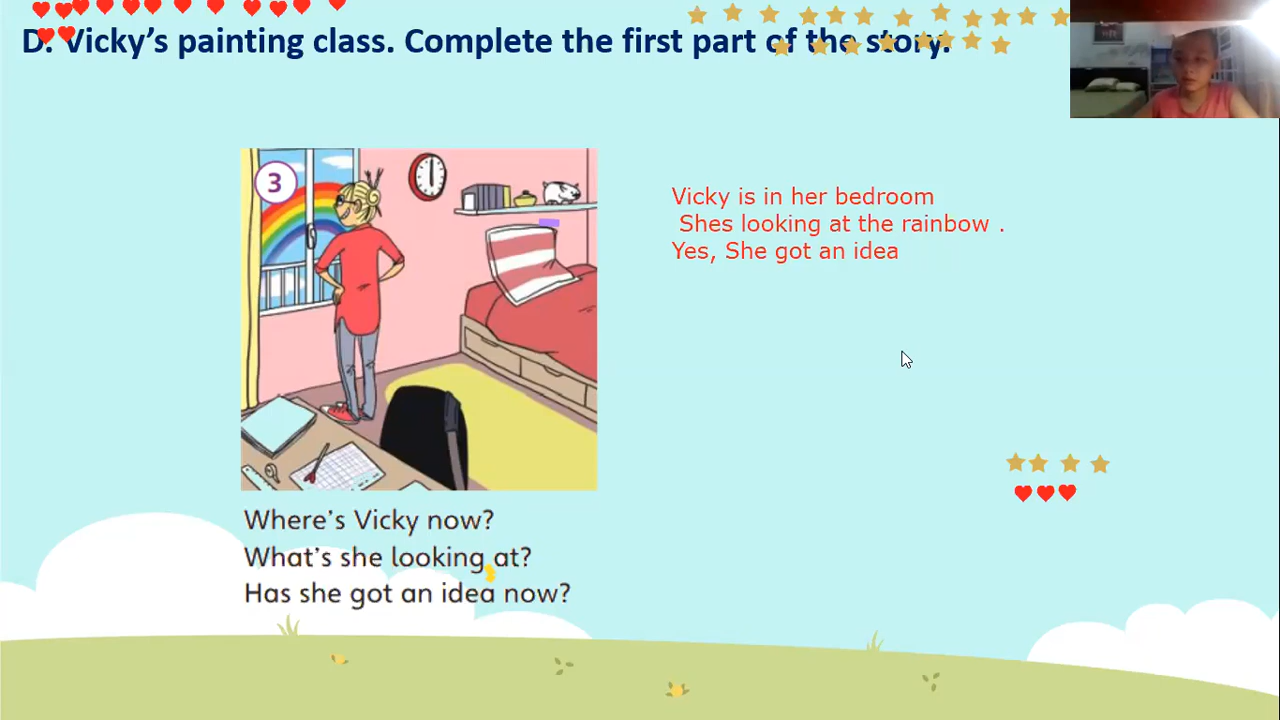 D. Vicky's painting class. Complete the first part of the story.
3
Vicky is in her bedroom
Shes looking at the rainbow .
Yes, She got an idea
Where's Vicky now?
What's she looking at?
Has she got an idea now?